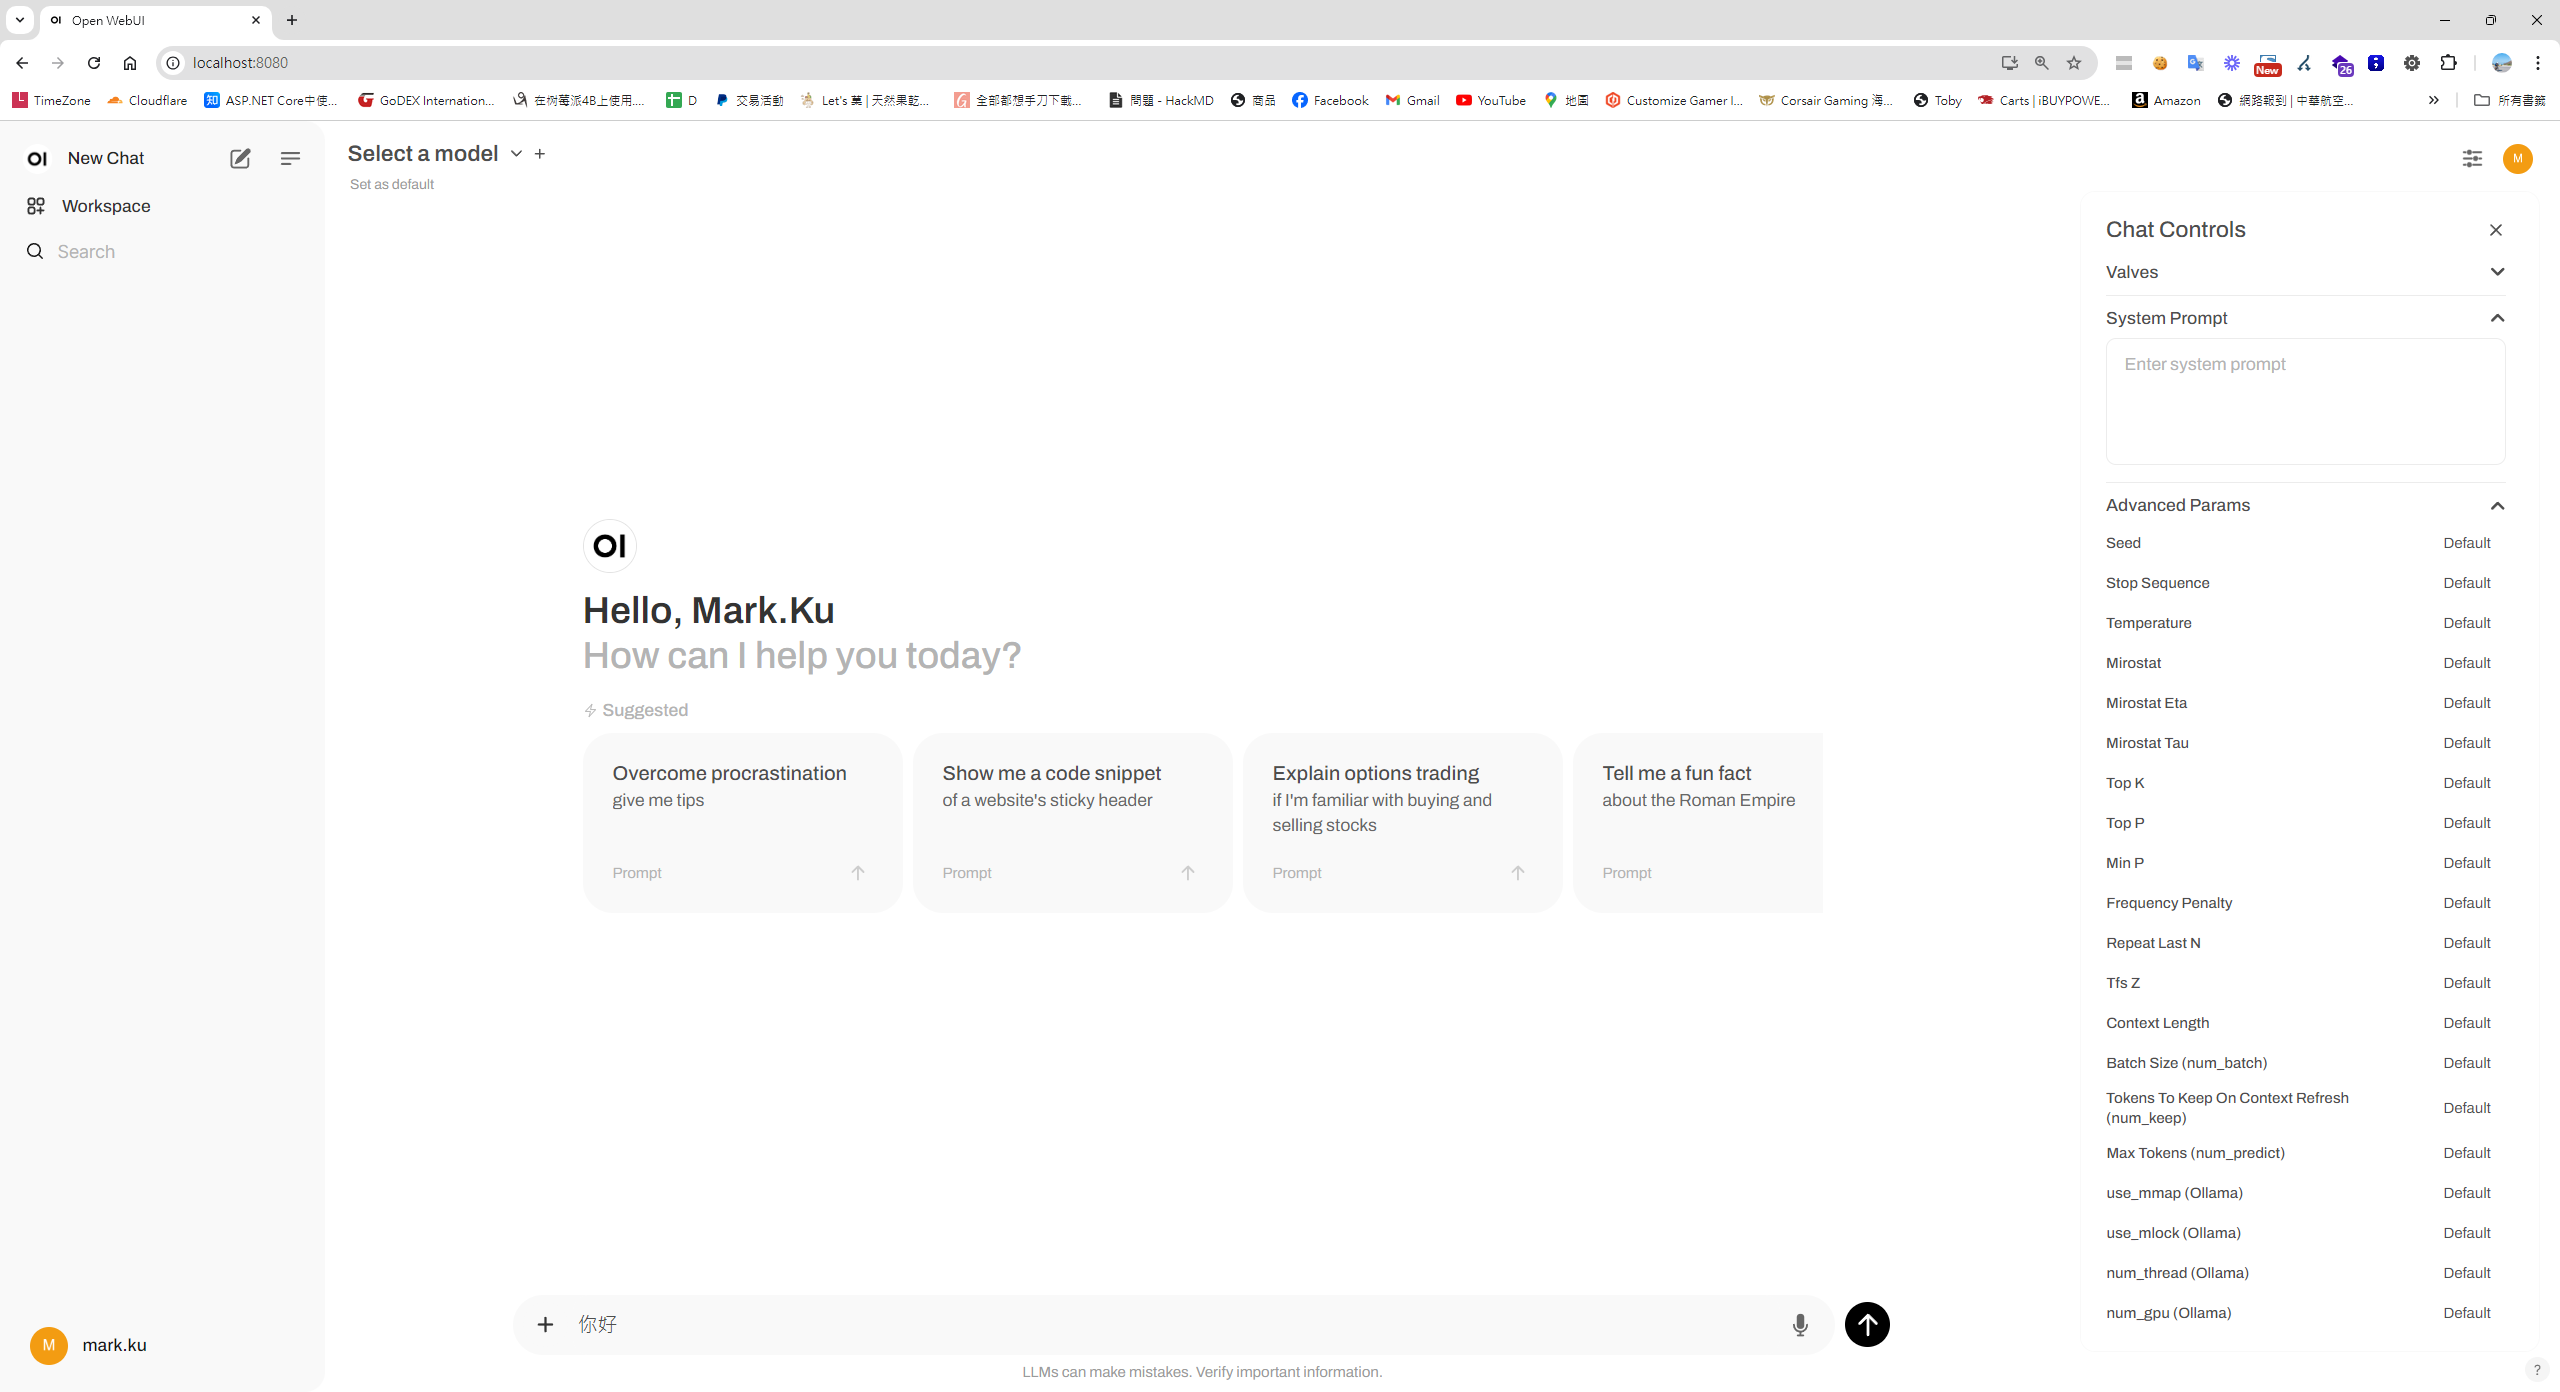 Open WebUI
localhost:8080
New
26
TimeZone
Cloudflare
知 ASP.NET Core中使...
GoDEX Internation...
在树莓派4B上使用....
D
交易活動
Let's 菓 | 天然果乾...
全部都想手刀下載...
問題 - HackMD
商品
Facebook
Gmail
YouTube
地圖
Customize Gamer I...
Corsair Gaming 海...
Toby
Carts | iBUYPOWE...
Amazon
網路報到 | 中華航空...
所有書籤
OI New Chat
Workspace
Search
Select a model
Set as default
M
OI
Hello, Mark.Ku
How can I help you today?
Suggested
Overcome procrastination
give me tips
Prompt
Show me a code snippet
of a website's sticky header
Prompt
Explain options trading
if I'm familiar with buying and
selling stocks
Prompt
Tell me a fun fact
about the Roman Empire
Prompt
Chat Controls
Valves
System Prompt
Enter system prompt
Advanced Params
Seed Default
Stop Sequence Default
Temperature Default
Mirostat Default
Mirostat Eta Default
Mirostat Tau Default
Top K Default
Top P Default
Min P Default
Frequency Penalty Default
Repeat Last N Default
Tfs Z Default
Context Length Default
Batch Size (num_batch) Default
Tokens To Keep On Context Refresh
(num_keep) Default
Max Tokens (num_predict) Default
use_mmap (Ollama) Default
use_mlock (Ollama) Default
num_thread (Ollama) Default
num_gpu (Ollama) Default
你好
LLMs can make mistakes. Verify important information.
M mark.ku
?